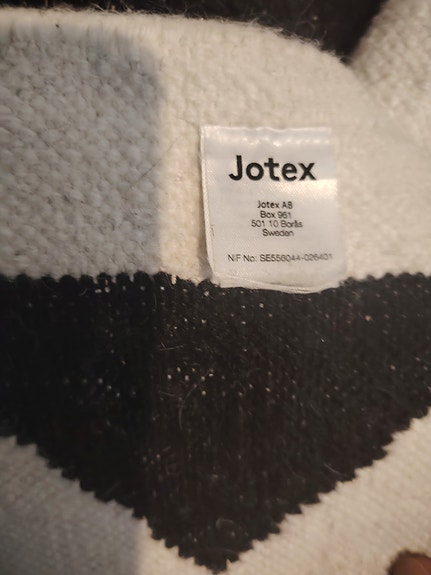 Jotex
Jotex AB
Box 961
501 10 Borås
Sweden
N/F No: SE556044-026401